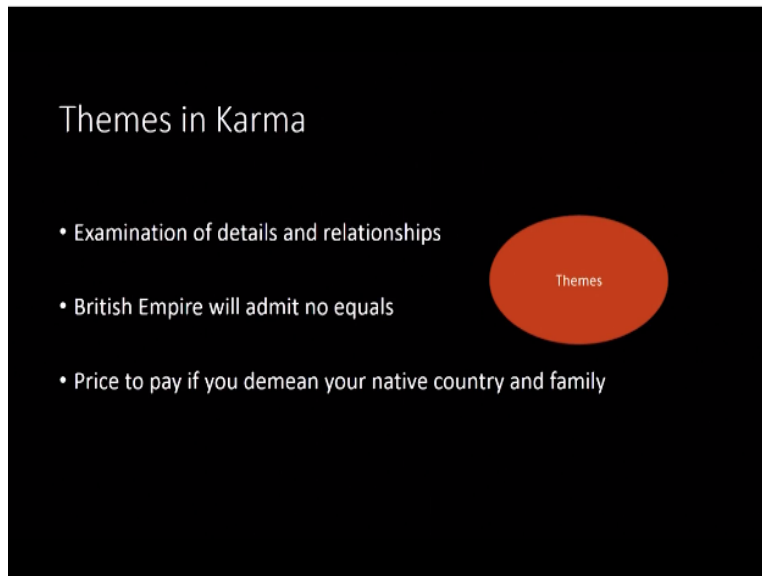 Themes in Karma
• Examination of details and relationships
Themes
• British Empire will admit no equals
• Price to pay if you demean your native country and family